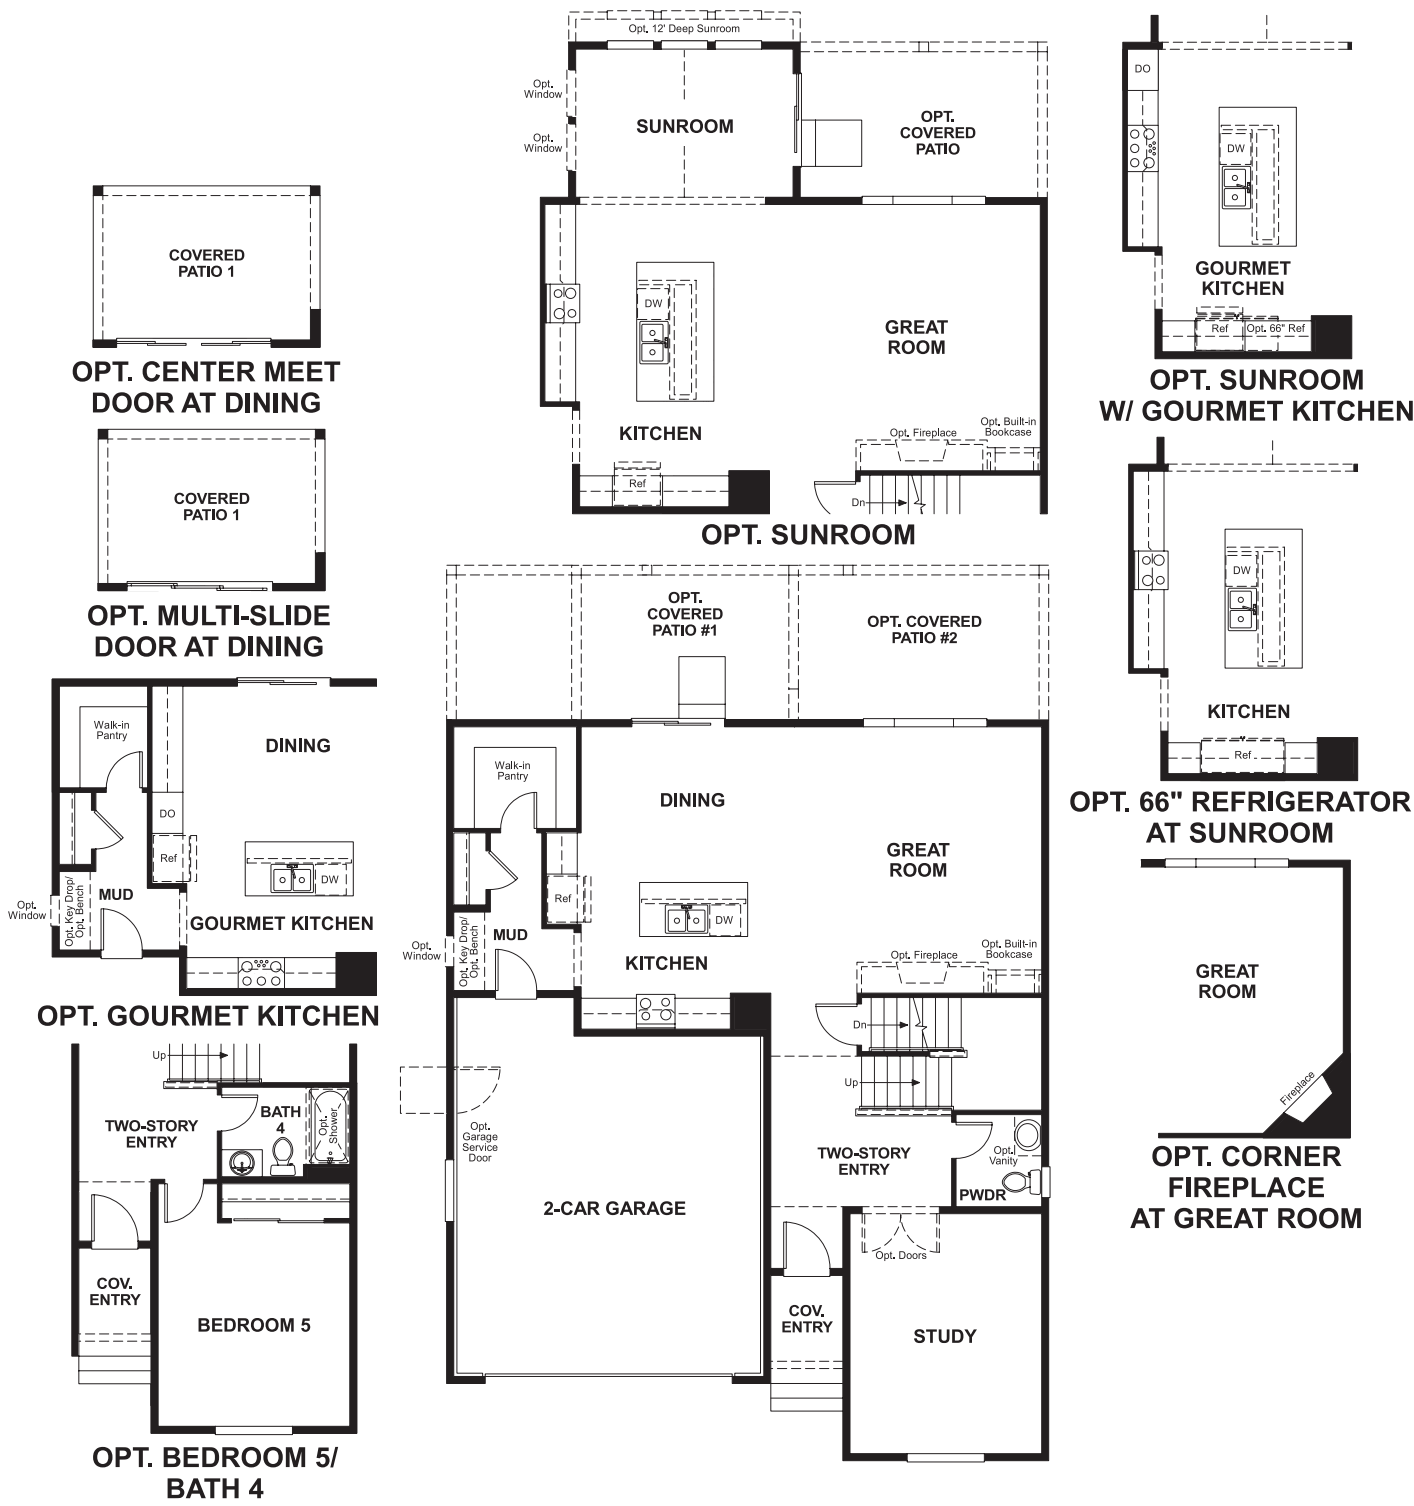 Opt. 12' Deep Sunroom
Opt.
Window
Opt.
Window
SUNROOM
OPT.
COVERED
PATIO
DW
GREAT
ROOM
KITCHEN
Opt. Fireplace
Opt. Built-in
Bookcase
Ref
Dn
OPT. SUNROOM
DO
DW
GOURMET
KITCHEN
Ref
Opt. 66" Ref
OPT. SUNROOM
W/ GOURMET KITCHEN
COVERED
PATIO 1
OPT. CENTER MEET
DOOR AT DINING
COVERED
PATIO 1
OPT. MULTI-SLIDE
DOOR AT DINING
DW
KITCHEN
Ref
OPT. 66" REFRIGERATOR
AT SUNROOM
Walk-in
Pantry
DINING
DO
Ref
DW
MUD
Opt.
Window
Opt. Key Drop/
Opt. Bench
GOURMET KITCHEN
OPT. GOURMET KITCHEN
OPT.
COVERED
PATIO #1
OPT. COVERED
PATIO #2
Walk-in
Pantry
DINING
GREAT
ROOM
Ref
DW
MUD
Opt.
Window
Opt. Key Drop/
Opt. Bench
KITCHEN
Opt. Fireplace
Opt. Built-in
Bookcase
Dn
Up
Opt.
Garage
Service
Door
TWO-STORY
ENTRY
Opt.
Vanity
PWDR
2-CAR GARAGE
Opt. Doors
COV.
ENTRY
STUDY
GREAT
ROOM
Fireplace
OPT. CORNER
FIREPLACE
AT GREAT ROOM
Up
BATH
4
Opt.
Shower
TWO-STORY
ENTRY
COV.
ENTRY
BEDROOM 5
OPT. BEDROOM 5/
BATH 4